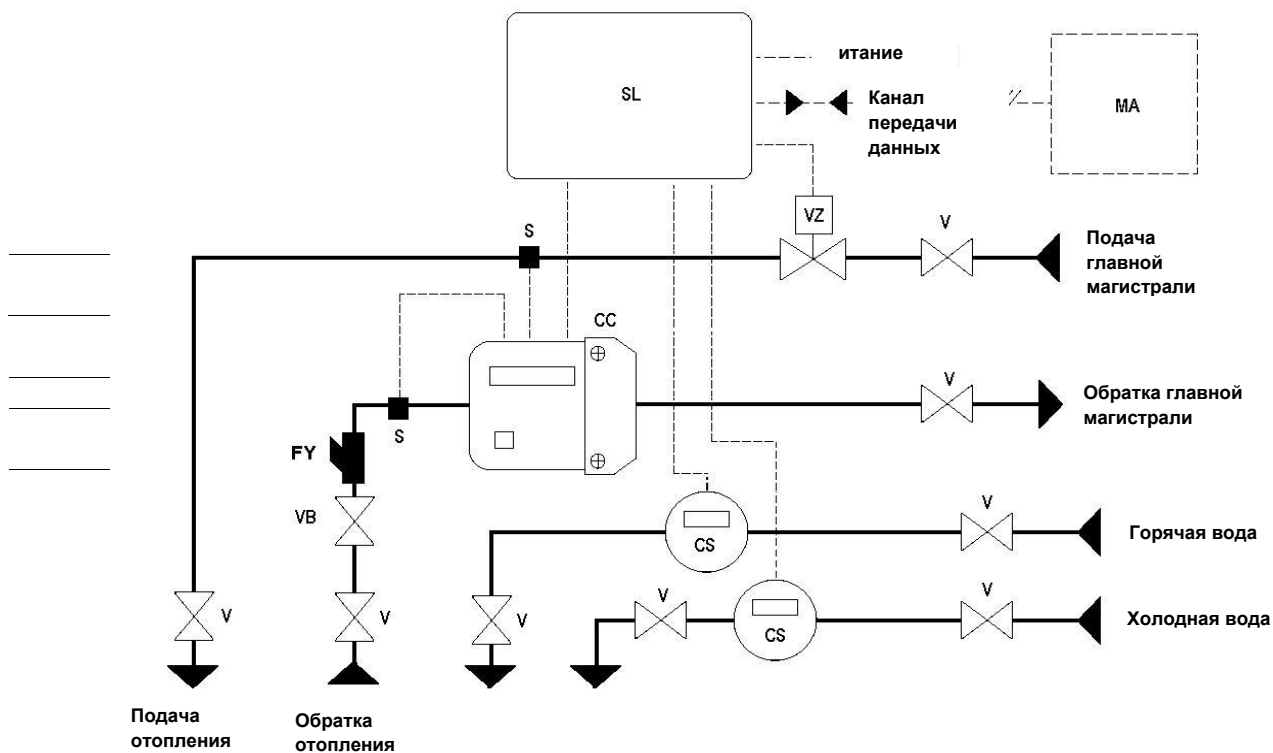 итание
SL
Канал
передачи
данных
MA
VZ
V
S
Подача
главной
магистрали
CC
V
Обратка главной
магистрали
S
FY
VB
V
CS
Горячая вода
V
V
V
V
V
CS
Холодная вода
Подача
отопления
Обратка
отопления